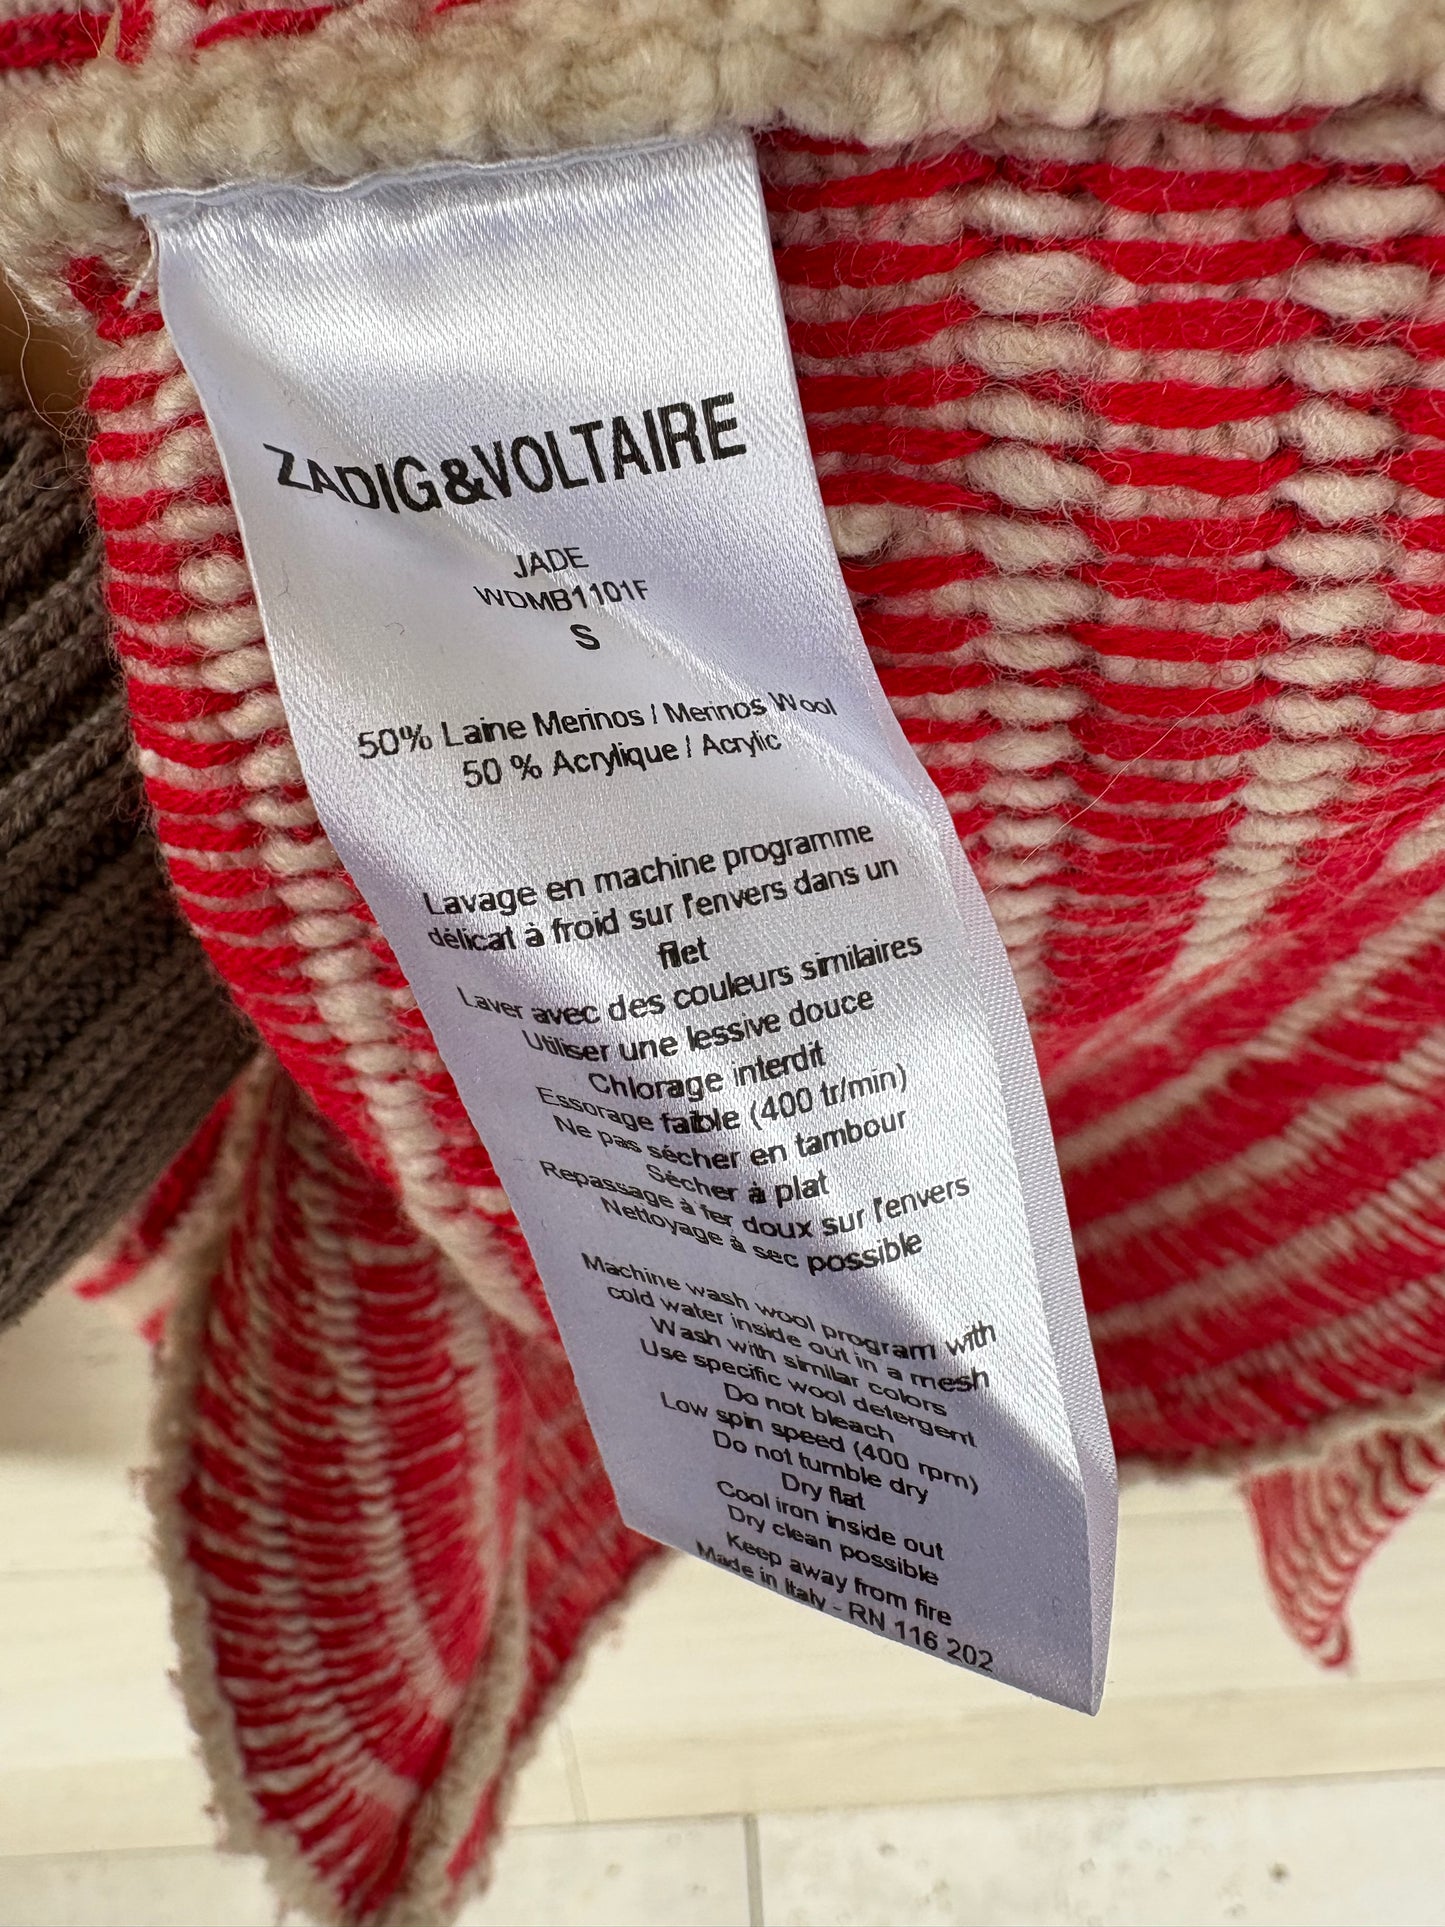 ZADIG&VOLTAIRE
JADE
WDMB1101F
S
50% Laine Merinos / Merinos Wool
50 % Acrylique / Acrylic
Lavage en machine programme
délicat à froid sur l'envers dans un
filet
Laver avec des couleurs similaires
Utiliser une lessive douce
Chlorage interdit
Essorage faible (400 tr/min)
Ne pas sécher en tambour
Sécher à plat
Repassage à fer doux sur l'envers
Nettoyage à sec possible
Machine wash wool program with
cold water inside out in a mesh
Wash with similar colors
Use specific wool detergent
Do not bleach
Low spin speed (400 rpm)
Do not tumble dry
Dry flat
Cool iron inside out
Dry clean possible
Keep away from fire
Made in Italy - RN 116 202